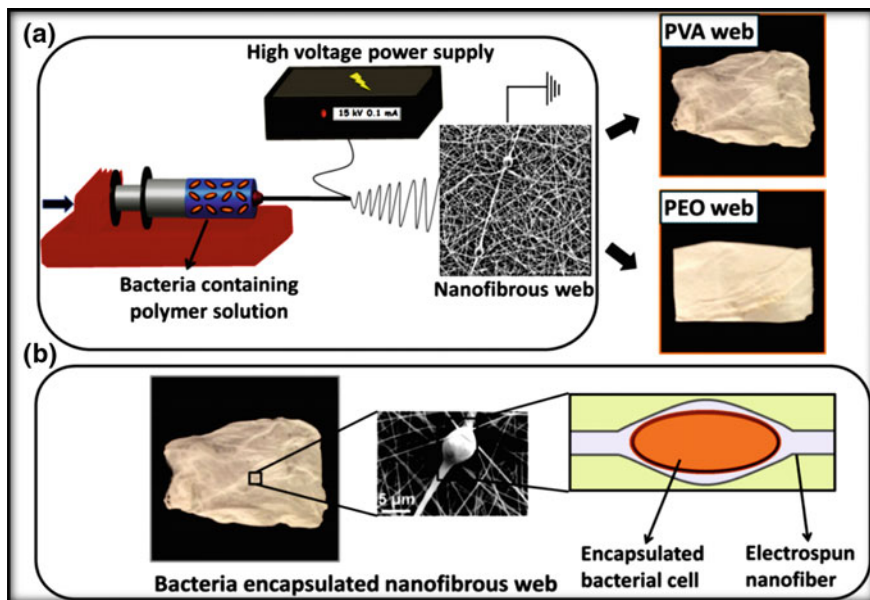 (a)
High voltage power supply
15 kV 0.1 mA
Bacteria containing
polymer solution
Nanofibrous web
PVA web
PEO web
(b)
5 µm
Encapsulated
bacterial cell
Electrospun
nanofiber
Bacteria encapsulated nanofibrous web